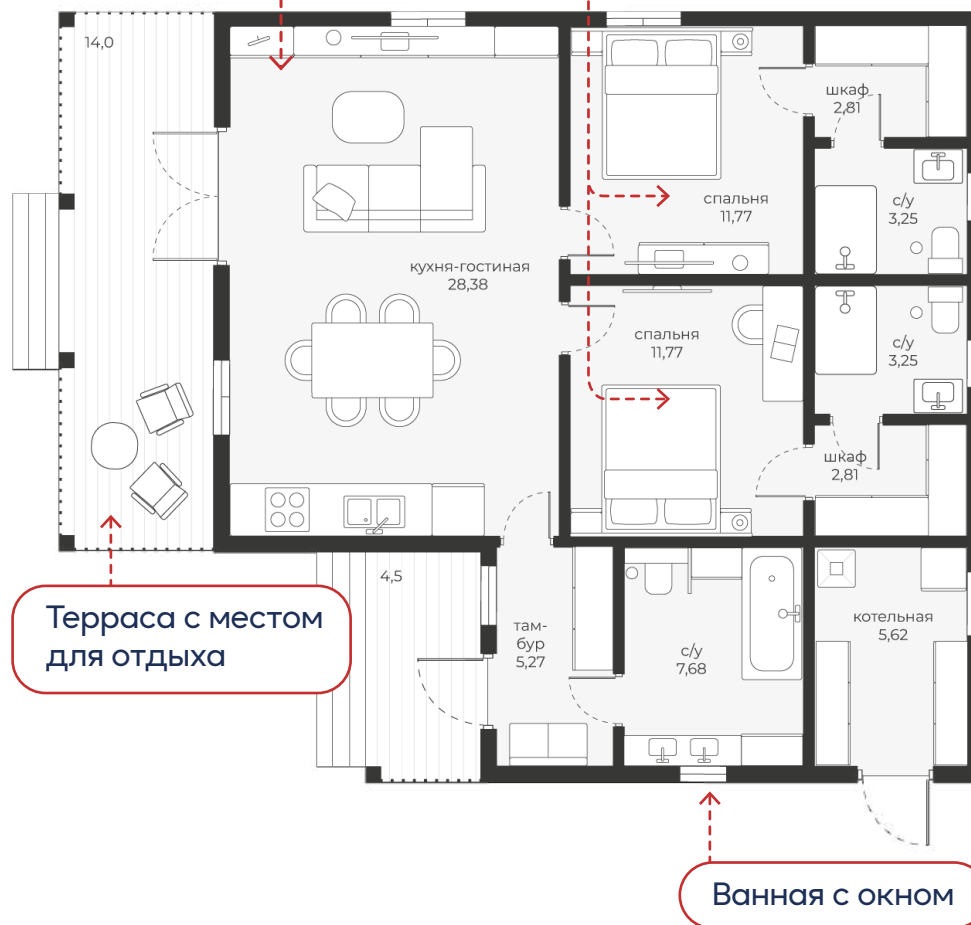 14,0
шкаф
2,81
спальня
11,77
с/у
3,25
кухня-гостиная
28,38
спальня
11,77
с/у
3,25
шкаф
2,81
4,5
Терраса с местом
для отдыха
там-
бур
5,27
с/у
7,68
котельная
5,62
Ванная с окном